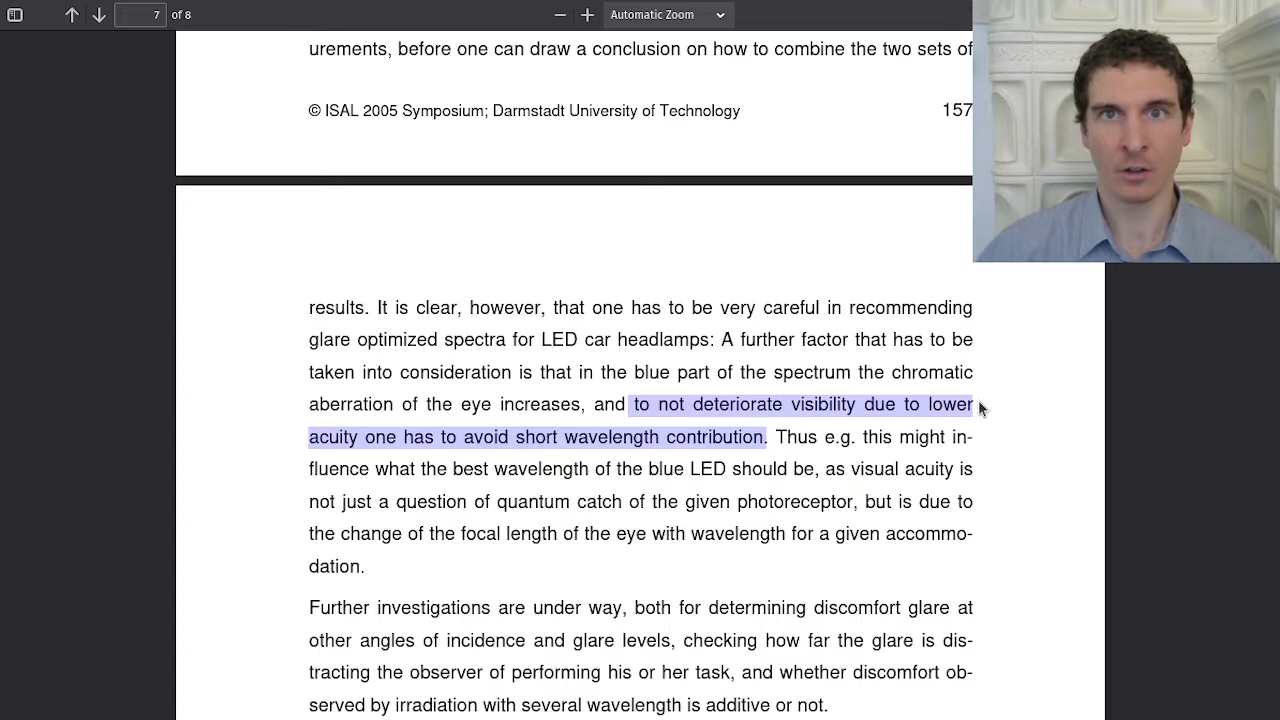 7 of 8
Automatic Zoom
urements, before one can draw a conclusion on how to combine the two sets of
© ISAL 2005 Symposium; Darmstadt University of Technology 157
results. It is clear, however, that one has to be very careful in recommending
glare optimized spectra for LED car headlamps: A further factor that has to be
taken into consideration is that in the blue part of the spectrum the chromatic
aberration of the eye increases, and to not deteriorate visibility due to lower
acuity one has to avoid short wavelength contribution. Thus e.g. this might in-
fluence what the best wavelength of the blue LED should be, as visual acuity is
not just a question of quantum catch of the given photoreceptor, but is due to
the change of the focal length of the eye with wavelength for a given accommo-
dation.
Further investigations are under way, both for determining discomfort glare at
other angles of incidence and glare levels, checking how far the glare is dis-
tracting the observer of performing his or her task, and whether discomfort ob-
served by irradiation with several wavelength is additive or not.